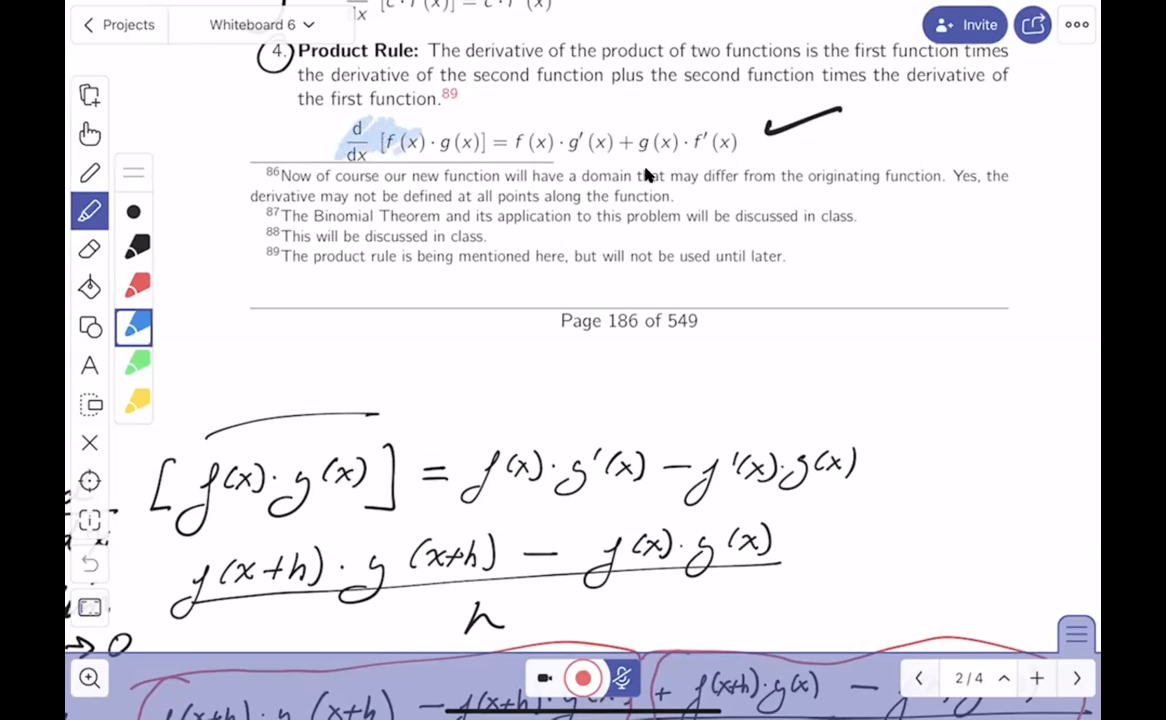 Projects
Whiteboard 6
Invite
4. Product Rule: The derivative of the product of two functions is the first function times
the derivative of the second function plus the second function times the derivative of
the first function.89
d/dx [f (x) · g (x)] = f (x) · g′ (x) + g (x) · f′ (x)
86Now of course our new function will have a domain that may differ from the originating function. Yes, the
derivative may not be defined at all points along the function.
87The Binomial Theorem and its application to this problem will be discussed in class.
88This will be discussed in class.
89The product rule is being mentioned here, but will not be used until later.
Page 186 of 549
[f(x)·g(x)] = f(x)·g'(x) - f'(x)·g(x)
f(x+h)·g(x+h) - f(x)·g(x)
h
→ 0
A
2/4
+ f(x+h)·g(x) -